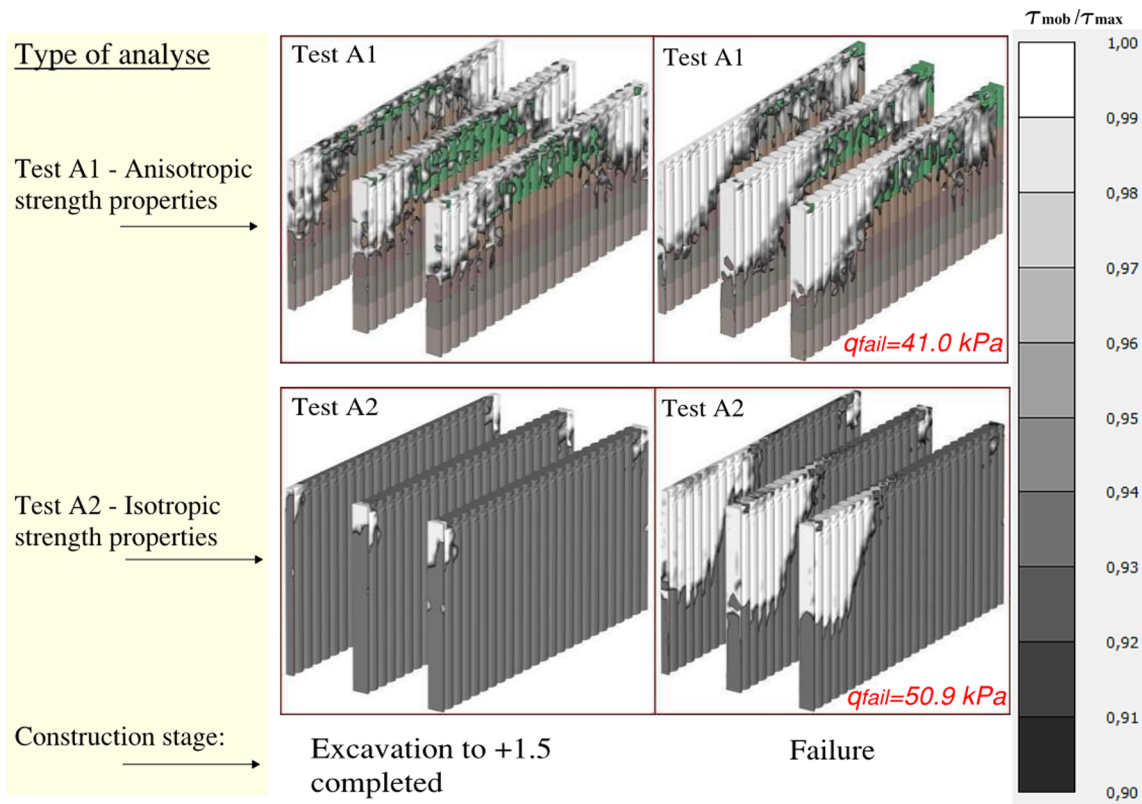 Type of analyse
Test A1 - Anisotropic
strength properties
Test A2 - Isotropic
strength properties
Construction stage:
Test A1
Test A1
qfail=41.0 kPa
Test A2
Test A2
qfail=50.9 kPa
Excavation to +1.5
completed
Failure
τmob/τmax
1,00
0,99
0,98
0,97
0,96
0,95
0,94
0,93
0,92
0,91
0,90